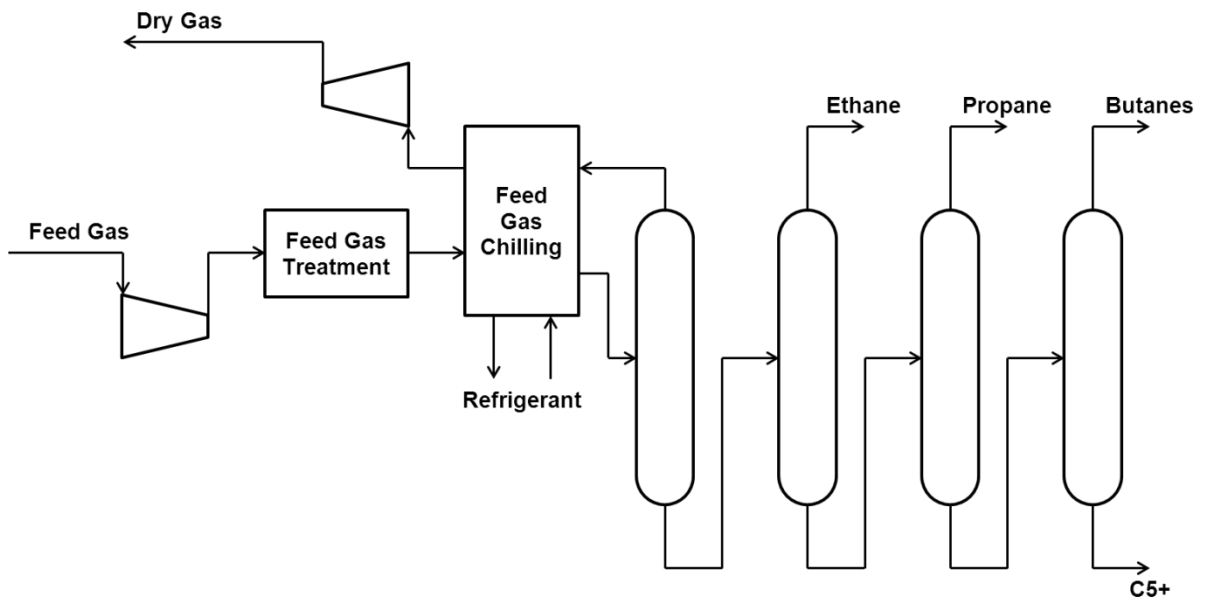 Dry Gas
Ethane
Propane
Butanes
Feed Gas
Feed Gas
Treatment
Feed
Gas
Chilling
Refrigerant
C5+